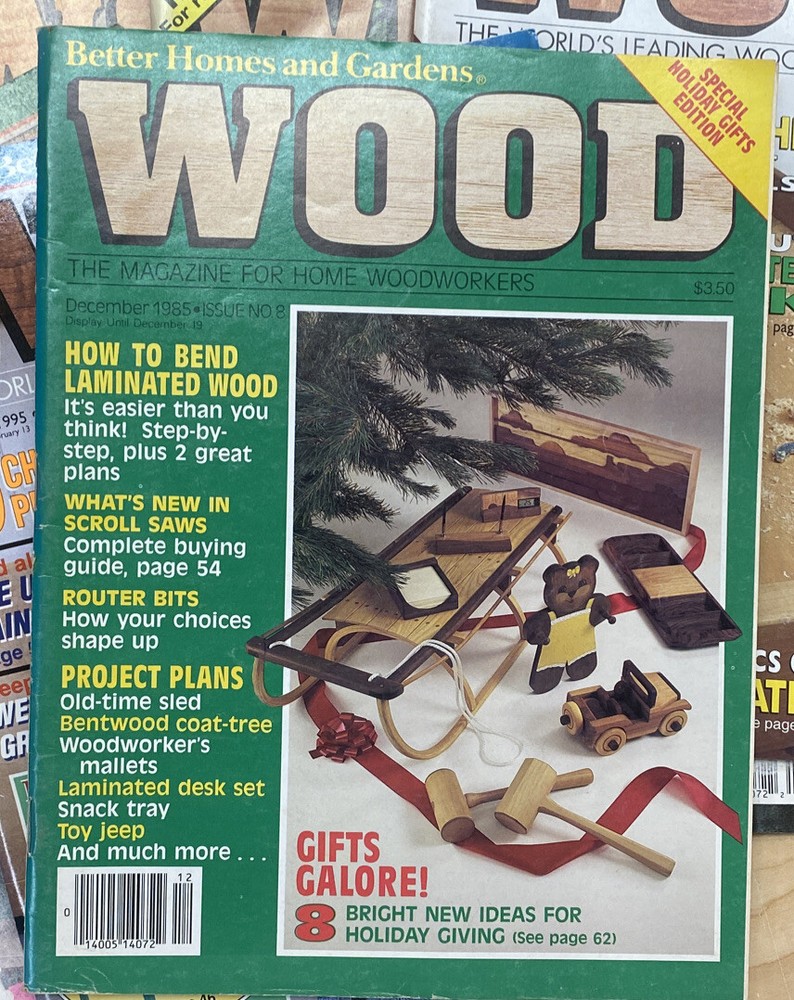 Better Homes and Gardens®
WOOD
SPECIAL
HOLIDAY GIFTS
EDITION
THE MAGAZINE FOR HOME WOODWORKERS
$3.50
December 1985•ISSUE NO 8
Display Until December 19
HOW TO BEND
LAMINATED WOOD
It's easier than you
think! Step-by-
step, plus 2 great
plans
WHAT'S NEW IN
SCROLL SAWS
Complete buying
guide, page 54
ROUTER BITS
How your choices
shape up
PROJECT PLANS
Old-time sled
Bentwood coat-tree
Woodworker's
mallets
Laminated desk set
Snack tray
Toy jeep
And much more . . .
GIFTS
GALORE!
8 BRIGHT NEW IDEAS FOR
HOLIDAY GIVING (See page 62)
12
0
14005 14072
For
THE WORLD'S LEADING WOO